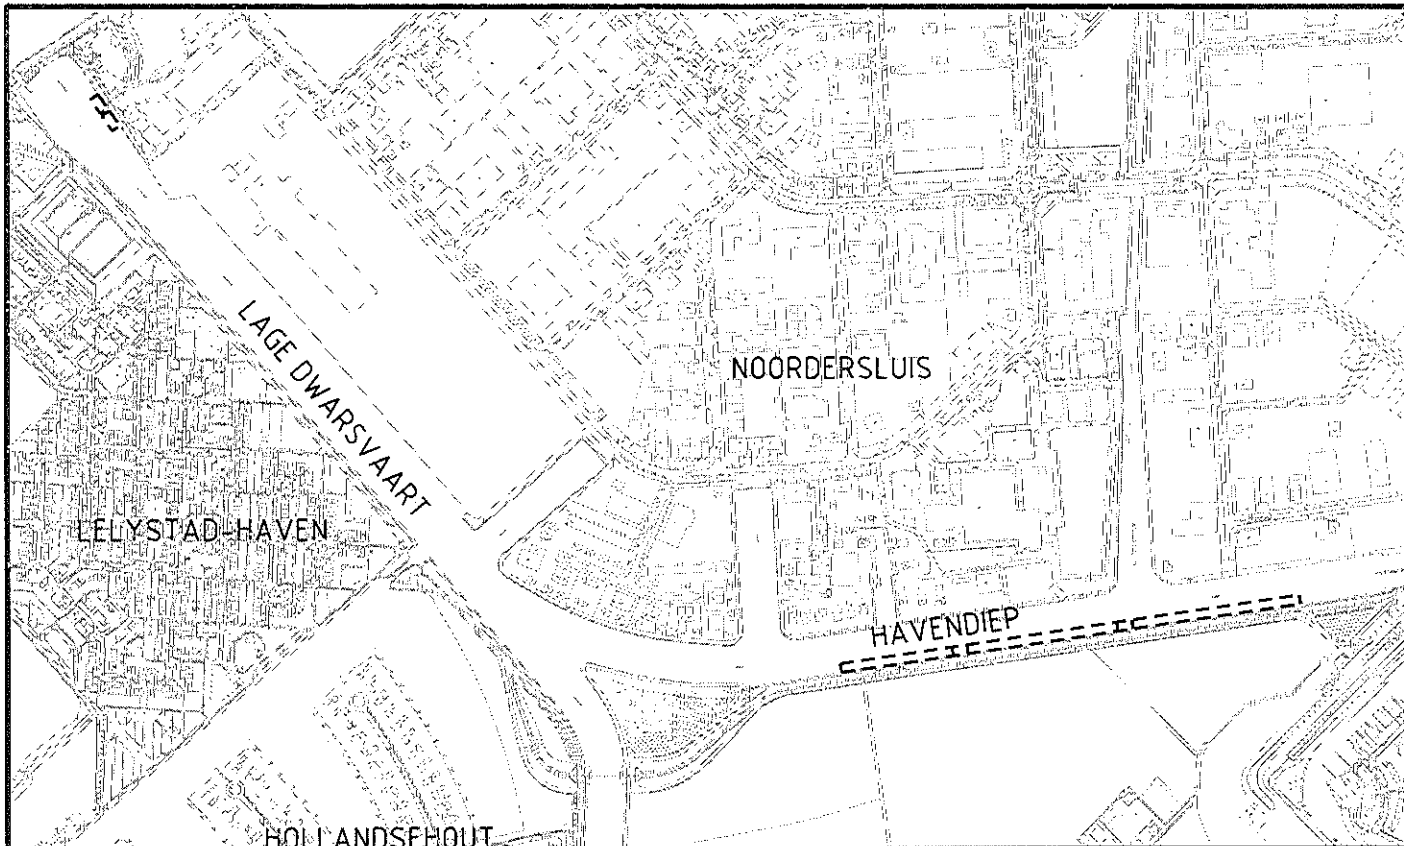 LAGE DWARSVAART
NOORDERSLUIS
LELYSTAD-HAVEN
HAVENDIEP
HOLLANDSEHOUT